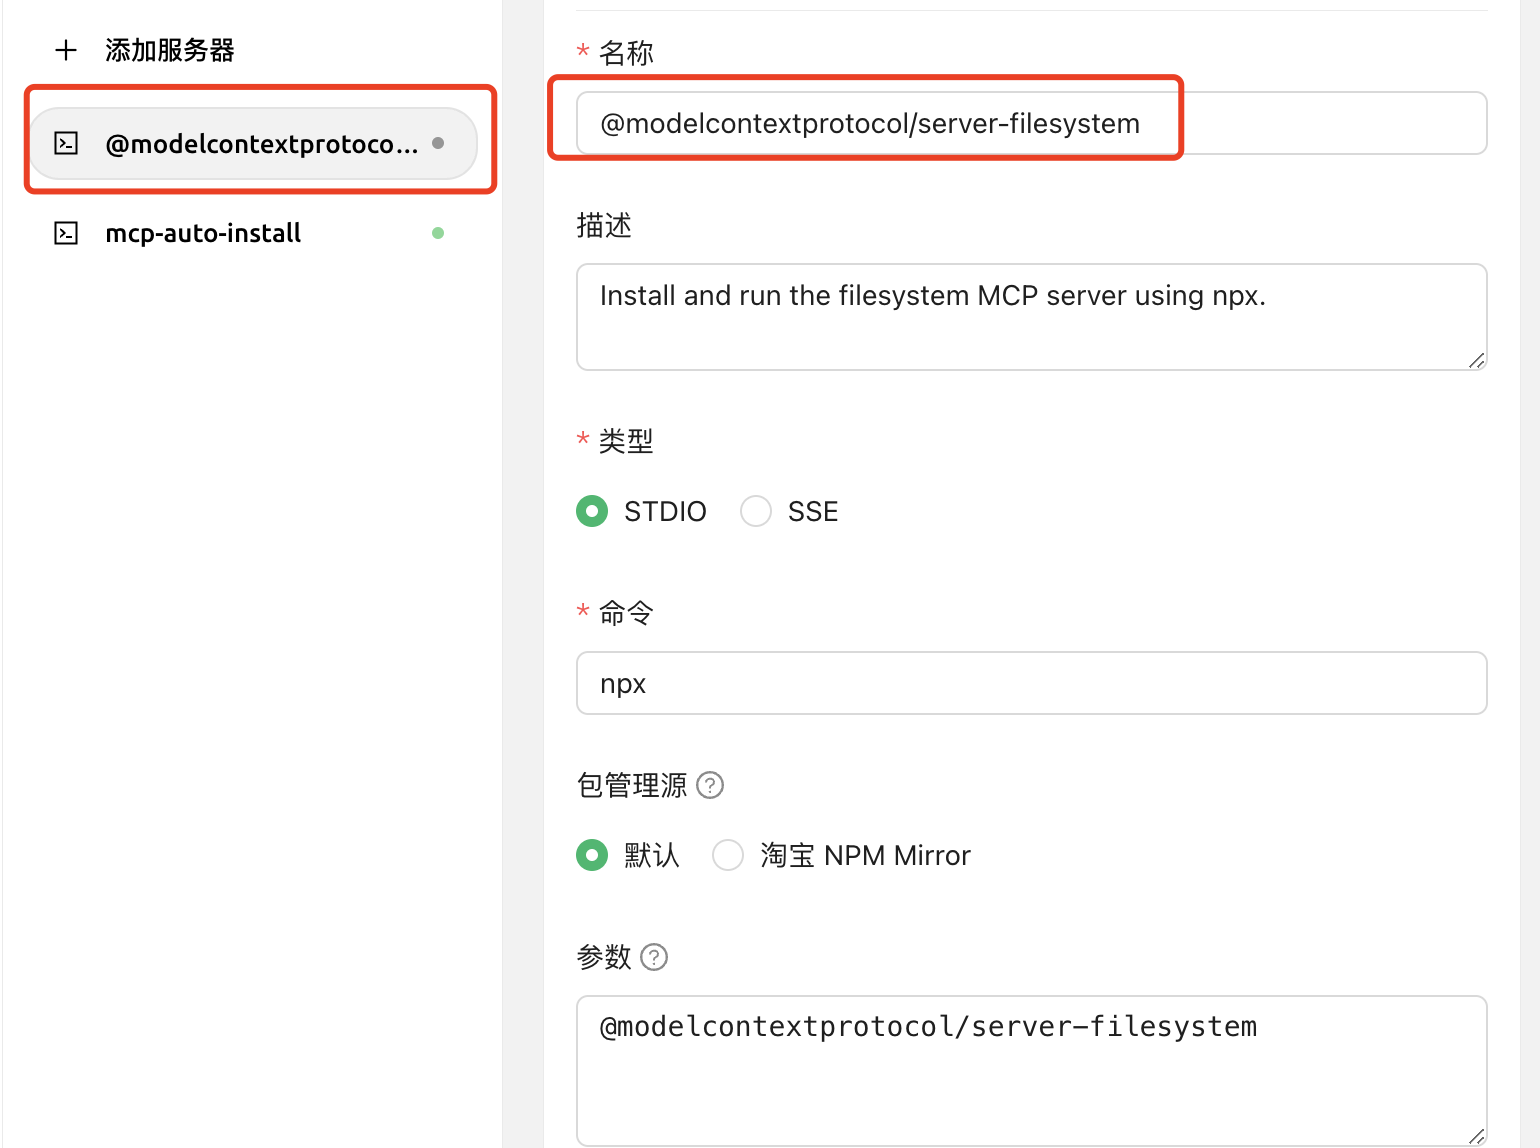 添加服务器
@modelcontextprotoco...
mcp-auto-install
* 名称
@modelcontextprotocol/server-filesystem
描述
Install and run the filesystem MCP server using npx.
* 类型
STDIO SSE
* 命令
npx
包管理源 ?
默认 淘宝 NPM Mirror
参数 ?
@modelcontextprotocol/server-filesystem